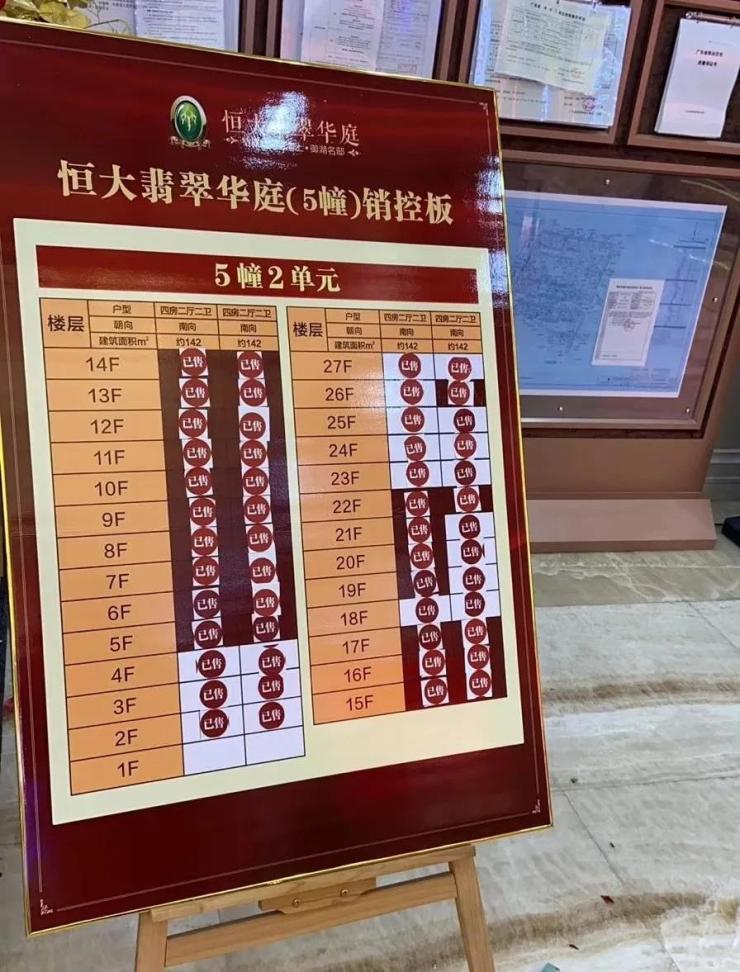 恒大翡翠华庭
御湖名邸
恒大翡翠华庭(5幢)销控板
5幢2单元
楼层 户型 四房二厅二卫 四房二厅二卫
朝向 南向 南向
建筑面积m² 约142 约142
14F 已售 已售
13F 已售 已售
12F 已售 已售
11F 已售 已售
10F 已售 已售
9F 已售 已售
8F 已售 已售
7F 已售 已售
6F 已售 已售
5F 已售 已售
4F 已售 已售
3F 已售 已售
2F 已售 已售
1F
楼层 户型 四房二厅二卫 四房二厅二卫
朝向 南向 南向
建筑面积m² 约142 约142
27F 已售 已售
26F 已售 已售
25F 已售 已售
24F 已售 已售
23F 已售 已售
22F 已售 已售
21F 已售 已售
20F 已售 已售
19F 已售 已售
18F 已售 已售
17F 已售 已售
16F 已售 已售
15F 已售 已售